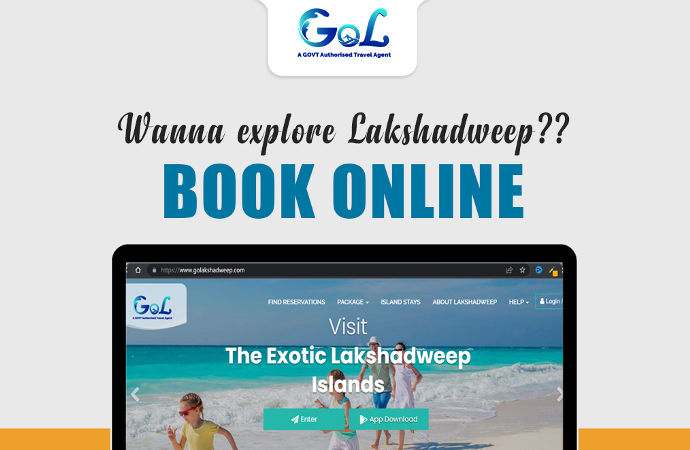 GoL
A GOVT Authorised Travel Agent
Wanna explore Lakshadweep??
BOOK ONLINE
https://www.golakshadweep.com
GoL
A GOVT Authorised Travel Agent
FIND RESERVATIONS PACKAGE ISLAND STAYS ABOUT LAKSHADWEEP HELP Login /
Visit
The Exotic Lakshadweep
Islands
Enter App Download